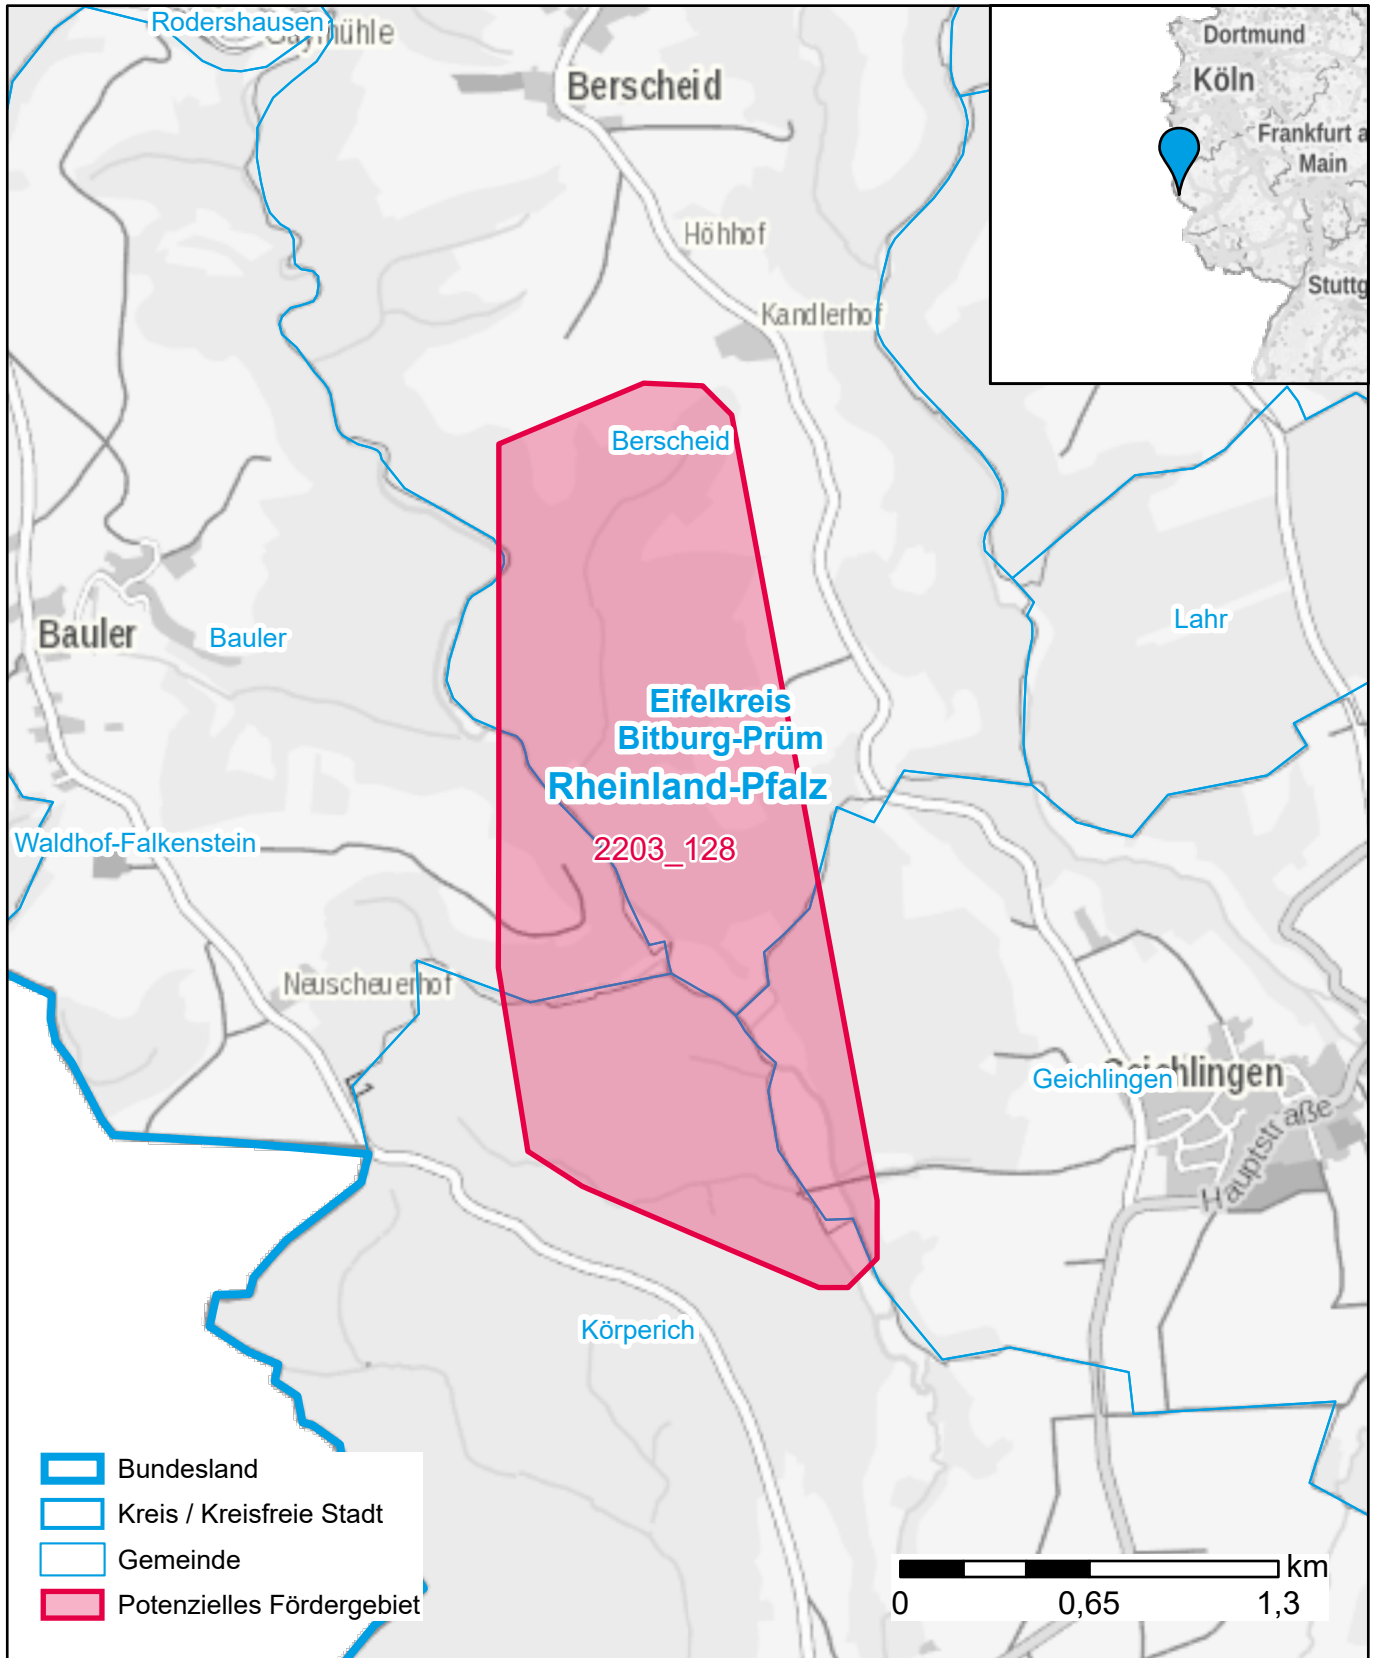 Rodershausen
Gaymühle
Berscheid
Dortmund
Köln
Frankfurt a
Main
Stuttg
Höhhof
Kandlerhof
Berscheid
Bauler
Bauler
Lahr
Eifelkreis
Bitburg-Prüm
Rheinland-Pfalz
2203_128
Waldhof-Falkenstein
Neuscheuerhof
Geichlingen
Geichlingen
Hauptstraße
Körperich
Bundesland
Kreis / Kreisfreie Stadt
Gemeinde
Potenzielles Fördergebiet
km
0 0,65 1,3